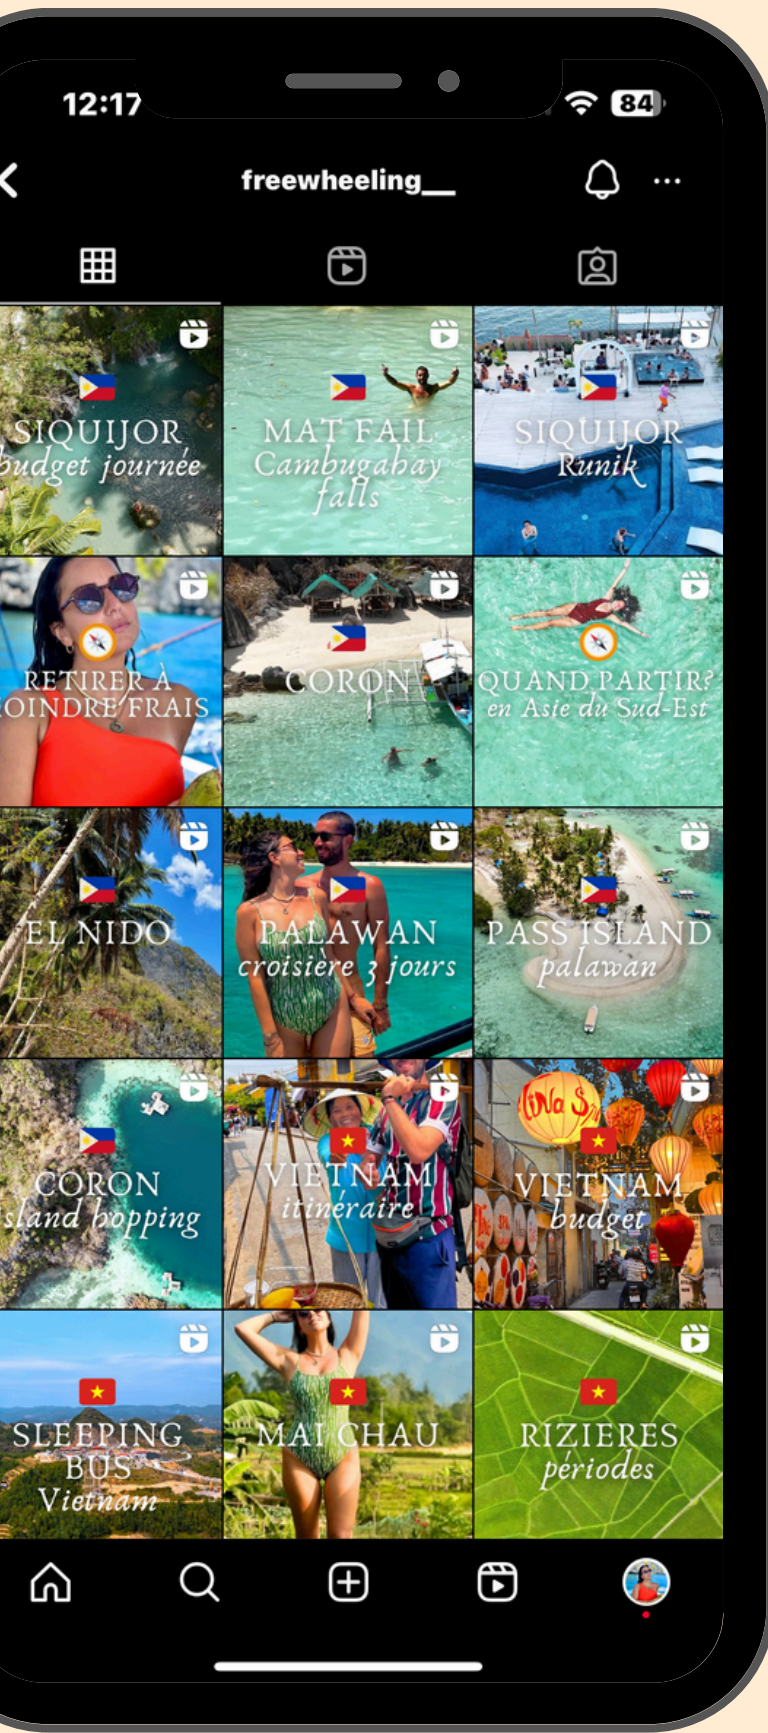 12:17
84
freewheeling__
SIQUIJOR
budget journée
MAT FAIL
Cambugahay
falls
SIQUIJOR
Runik
RETIRER À
OINDRE FRAIS
CORON
QUAND PARTIR?
en Asie du Sud-Est
EL NIDO
PALAWAN
croisière 3 jours
PASS ISLAND
palawan
CORON
sland hopping
VIETNAM
itinéraire
VIETNAM
budget
SLEEPING
BUS
Vietnam
MAI CHAU
RIZIERES
périodes